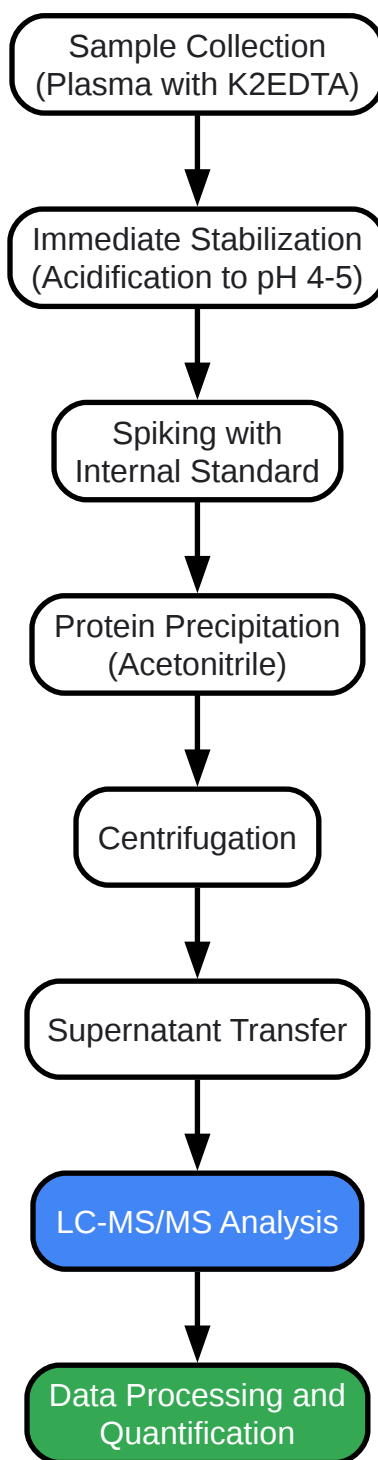 Sample Collection
(Plasma with K2EDTA)
Immediate Stabilization
(Acidification to pH 4-5)
Spiking with
Internal Standard
Protein Precipitation
(Acetonitrile)
Centrifugation
Supernatant Transfer
LC-MS/MS Analysis
Data Processing and
Quantification